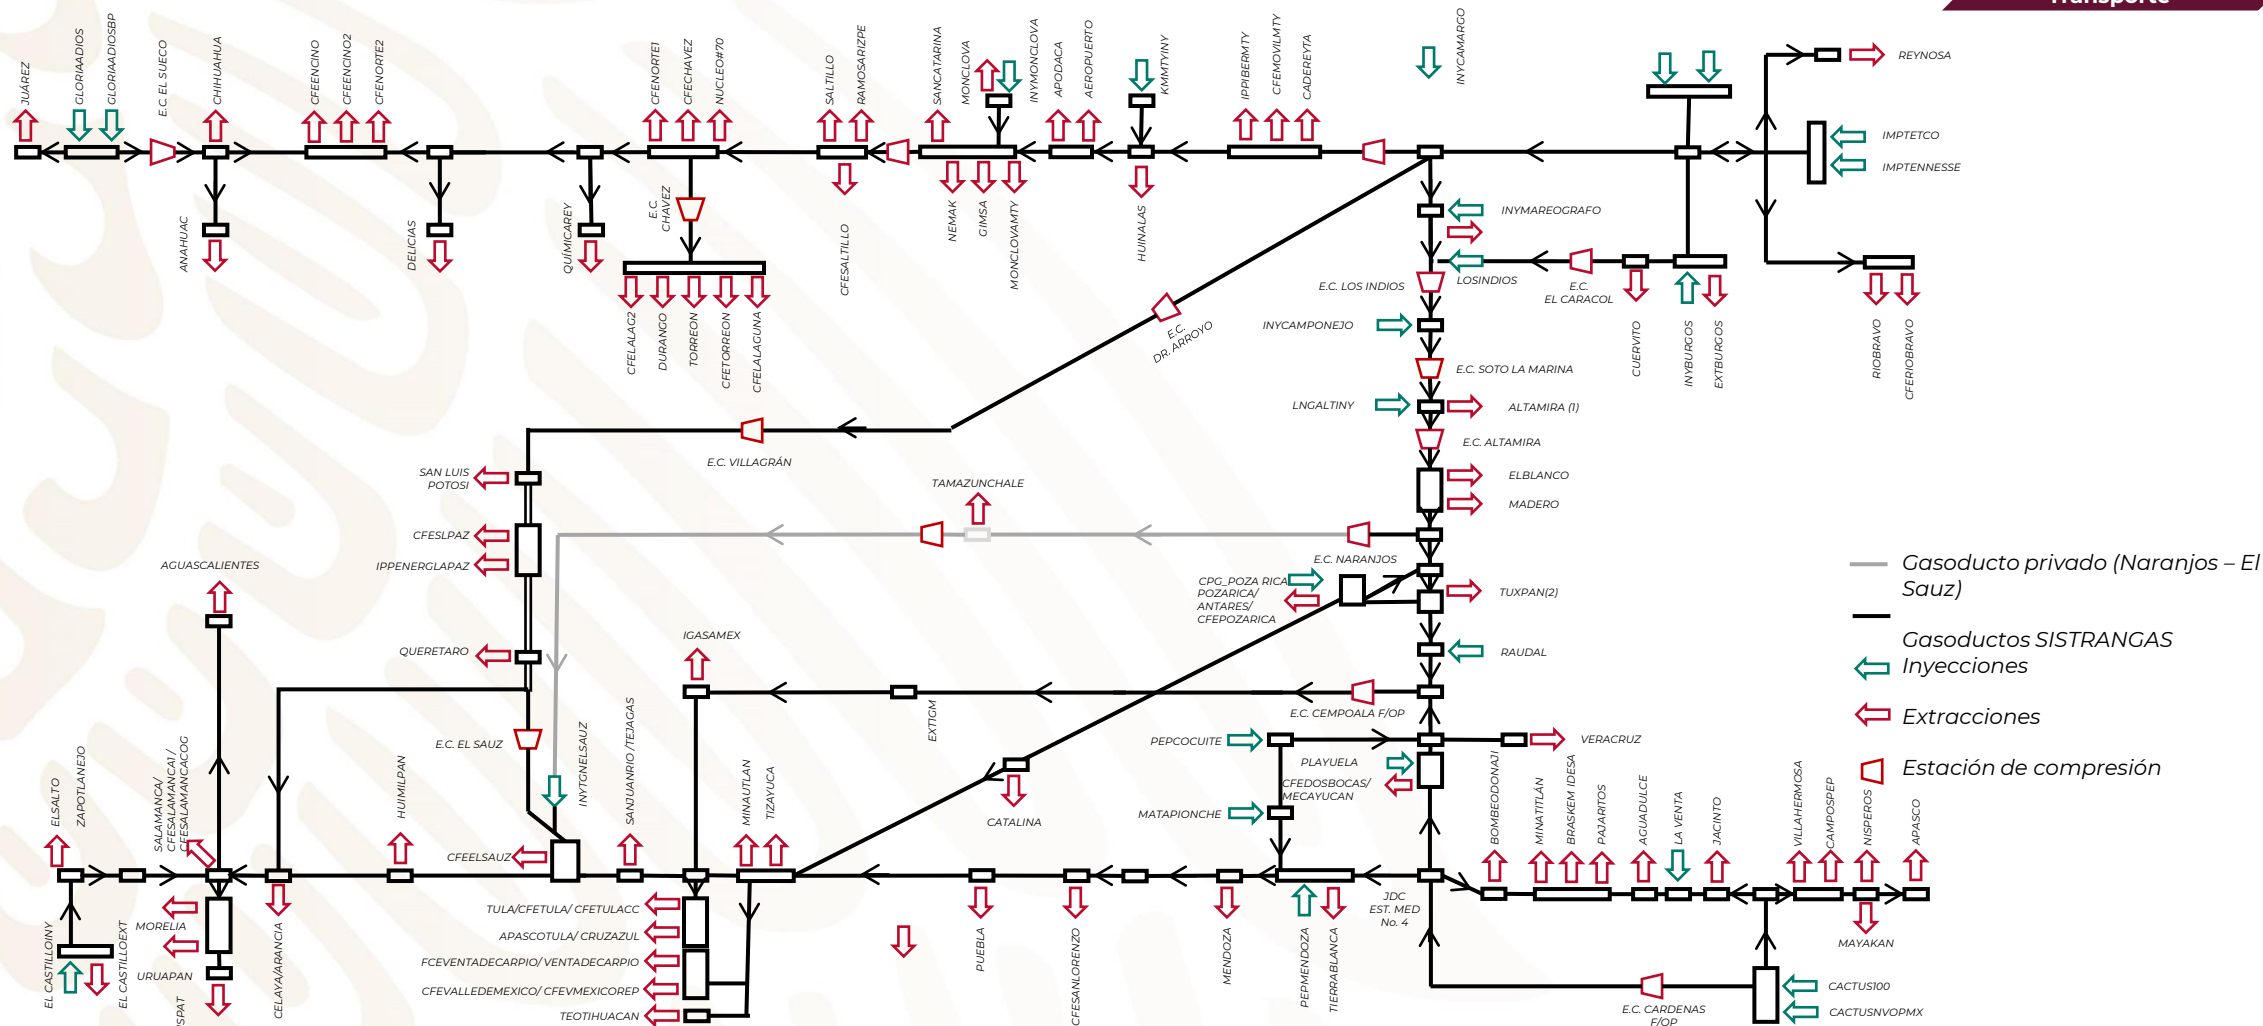 Transporte
JUÁREZ
GLORIAADIOS
GLORIAADIOSBP
E.C. EL SUECO
CHIHUAHUA
CFEENCINO
CFEENCINO2
CFENORTE2
CFENORTE1
CFECHAVEZ
NUCLEO#70
SALTILLO
RAMOSARIZPE
SANCATARINA
MONCLOVA
INYMONCLOVA
APODACA
AEROPUERTO
KMMTYINY
IPPIBERMTY
CFEMOVILMTY
CADEREYTA
INYCAMARGO
REYNOSA
IMPTETCO
IMPTENNESSE
ANAHUAC
DELICIAS
QUÍMICAREY
E.C.
CHAVEZ
CFESALTILLO
NEMAK
GIMSA
MONCLOVAMTY
HUINALAS
INYMAREOGRAFO
LOSINDIOS
E.C. LOS INDIOS
E.C.
EL CARACOL
CUERVITO
INYBURGOS
EXTBURGOS
RIOBRAVO
CFERIOBRAVO
CFELALAG2
DURANGO
TORREON
CFETORREON
CFELALAGUNA
E.C.
DR. ARROYO
INYCAMPONEJO
E.C. SOTO LA MARINA
LNGALTINY
ALTAMIRA (1)
E.C. ALTAMIRA
E.C. VILLAGRÁN
SAN LUIS
POTOSI
TAMAZUNCHALE
ELBLANCO
MADERO
CFESLPAZ
IPPENERGLAPAZ
E.C. NARANJOS
AGUASCALIENTES
CPG_POZA RICA
POZARICA/
ANTARES/
CFEPOZARICA
TUXPAN(2)
Gasoducto privado (Naranjos – El
Sauz)
Gasoductos SISTRANGAS
Inyecciones
Extracciones
Estación de compresión
QUERETARO
IGASAMEX
RAUDAL
EXTIGM
E.C. CEMPOALA F/OP
E.C. EL SAUZ
INYTGNELSAUZ
PEPCOCUITE
VERACRUZ
PLAYUELA
CFEDOSBOCAS/
MECAYUCAN
MATAPIONCHE
CATALINA
ELSALTO
ZAPOTLANEJO
SALAMANCA/
CFESALAMANCA1/
CFESALAMANCACOG
HUIMILPAN
CFEELSAUZ
SANJUANRIO /TEJAGAS
MINAUTLAN
TIZAYUCA
BOMBEODONAJI
MINATITLÁN
BRASKEM IDESA
PAJARITOS
AGUADULCE
LA VENTA
JACINTO
VILLAHERMOSA
CAMPOSPEP
NISPEROS
APASCO
MORELIA
URUAPAN
EL CASTILLOINY
EL CASTILLOEXT
CELAYA/ARANCIA
TULA/CFETULA/ CFETULACC
APASCOTULA/ CRUZAZUL
FCEVENTADECARPIO/ VENTADECARPIO
CFEVALLEDEMEXICO/ CFEVMEXICOREP
TEOTIHUACAN
PUEBLA
CFESANLORENZO
MENDOZA
PEPMENDOZA
TIERRABLANCA
JDC
EST. MED
No. 4
MAYAKAN
E.C. CARDENAS
F/OP
CACTUS100
CACTUSNVOPMX